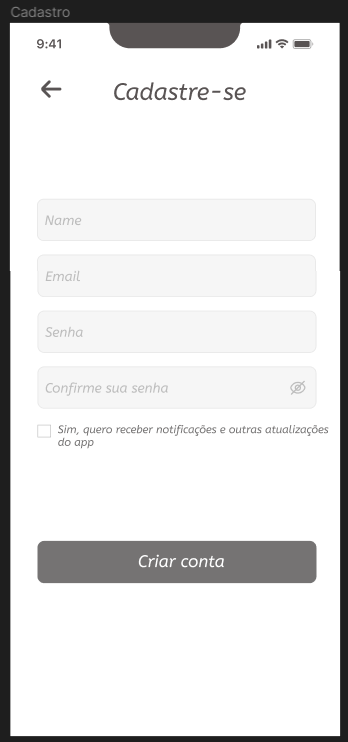 Cadastro
9:41
Cadastre-se
Name
Email
Senha
Confirme sua senha
Sim, quero receber notificações e outras atualizações
do app
Criar conta